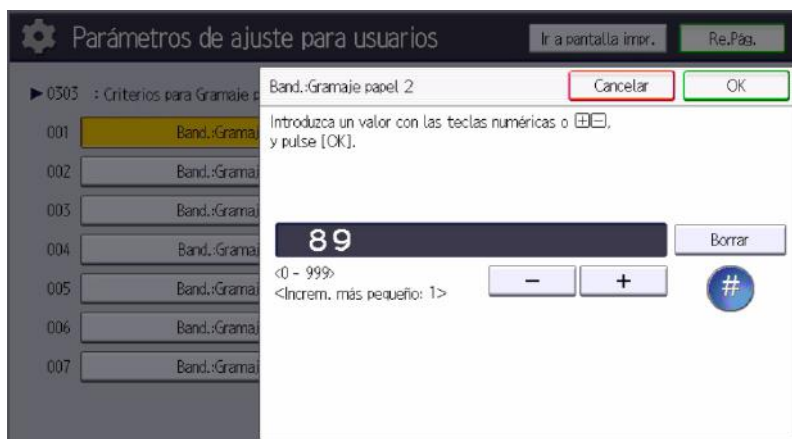 Parámetros de ajuste para usuarios
Ir a pantalla impr.
Re.Pág.
0303 : Criterios para Gramaje p
Band.:Gramaje papel 2
Cancelar
OK
Introduzca un valor con las teclas numéricas o ⊞⊟,
y pulse [OK].
001 Band.:Gramaj
002 Band.:Gramaj
003 Band.:Gramaj
004 Band.:Gramaj
005 Band.:Gramaj
006 Band.:Gramaj
007 Band.:Gramaj
89
Borrar
<0 - 999>
<Increm. más pequeño: 1>
− +
#